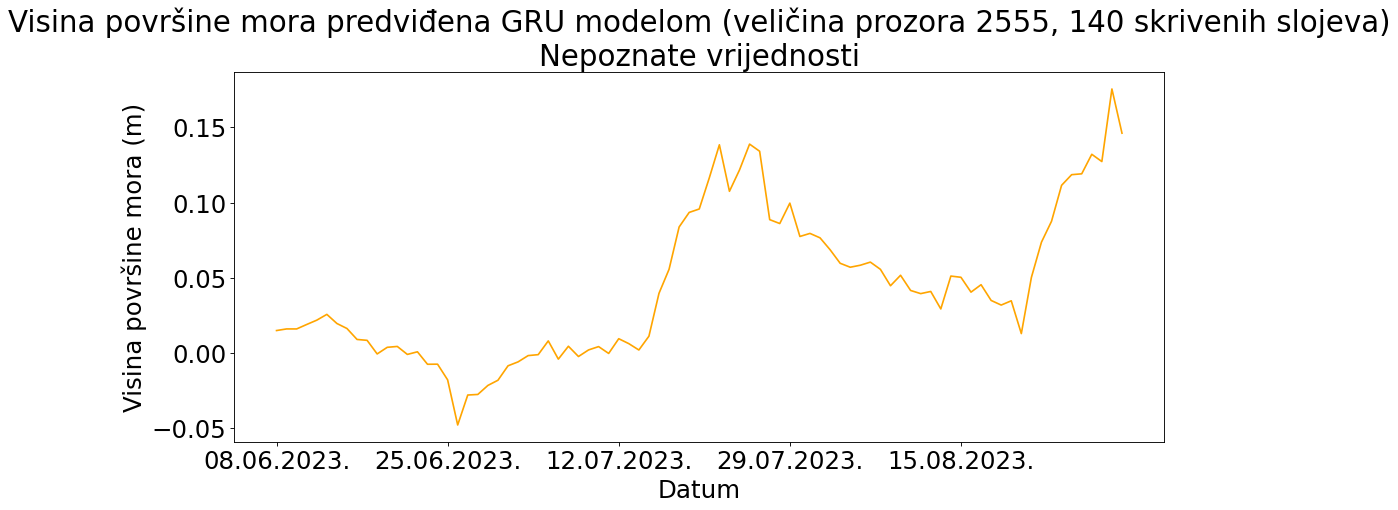 Visina površine mora predviđena GRU modelom (veličina prozora 2555, 140 skrivenih slojeva)
Nepoznate vrijednosti
Visina površine mora (m)
0.15
0.10
0.05
0.00
−0.05
08.06.2023. 25.06.2023. 12.07.2023. 29.07.2023. 15.08.2023.
Datum